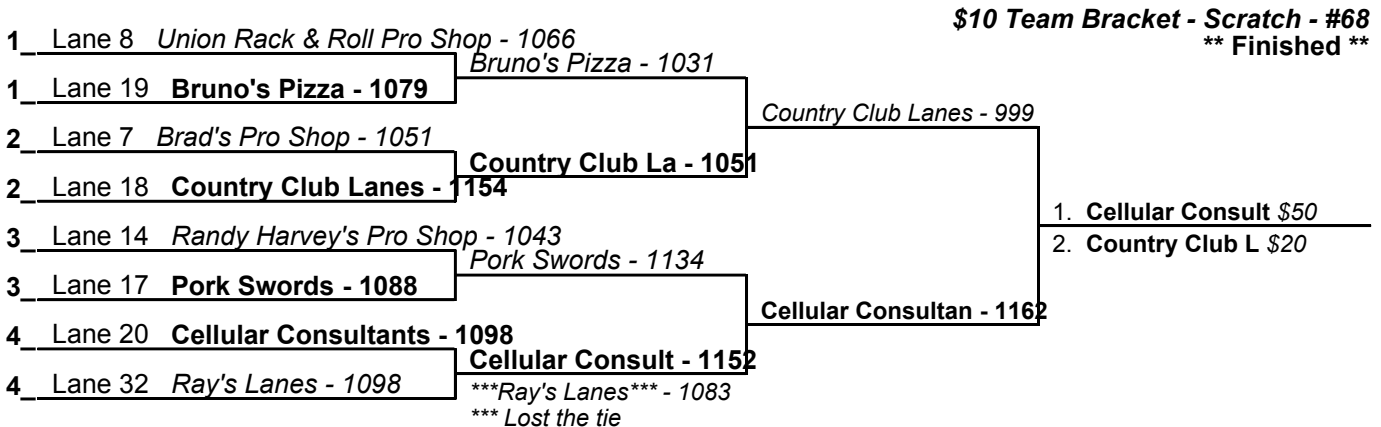 $10 Team Bracket - Scratch - #68
** Finished **
1_ Lane 8 Union Rack & Roll Pro Shop - 1066
Bruno's Pizza - 1031
1_ Lane 19 Bruno's Pizza - 1079
Country Club Lanes - 999
2_ Lane 7 Brad's Pro Shop - 1051
Country Club La - 1051
2_ Lane 18 Country Club Lanes - 1154
1. Cellular Consult $50
3_ Lane 14 Randy Harvey's Pro Shop - 1043
2. Country Club L $20
Pork Swords - 1134
3_ Lane 17 Pork Swords - 1088
Cellular Consultan - 1162
4_ Lane 20 Cellular Consultants - 1098
Cellular Consult - 1152
4_ Lane 32 Ray's Lanes - 1098
***Ray's Lanes*** - 1083
*** Lost the tie